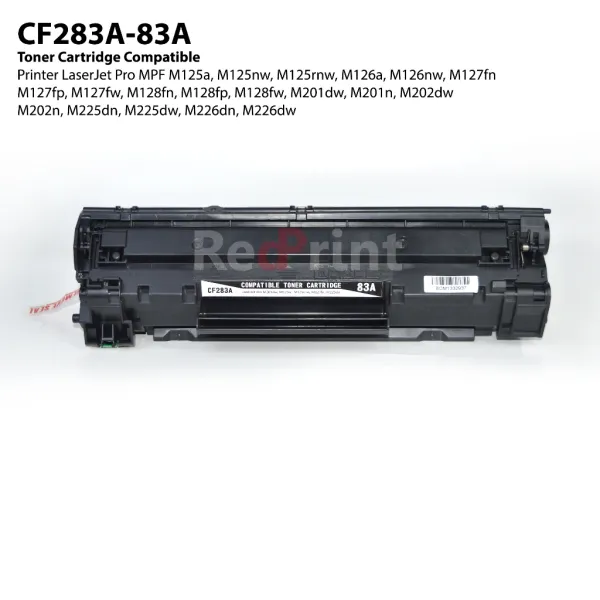 CF283A-83A
Toner Cartridge Compatible
Printer LaserJet Pro MPF M125a, M125nw, M125rnw, M126a, M126nw, M127fn
M127fp, M127fw, M128fn, M128fp, M128fw, M201dw, M201n, M202dw
M202n, M225dn, M225dw, M226dn, M226dw
RedPrint
COMPATIBLE TONER CARTRIDGE
CF283A
83A